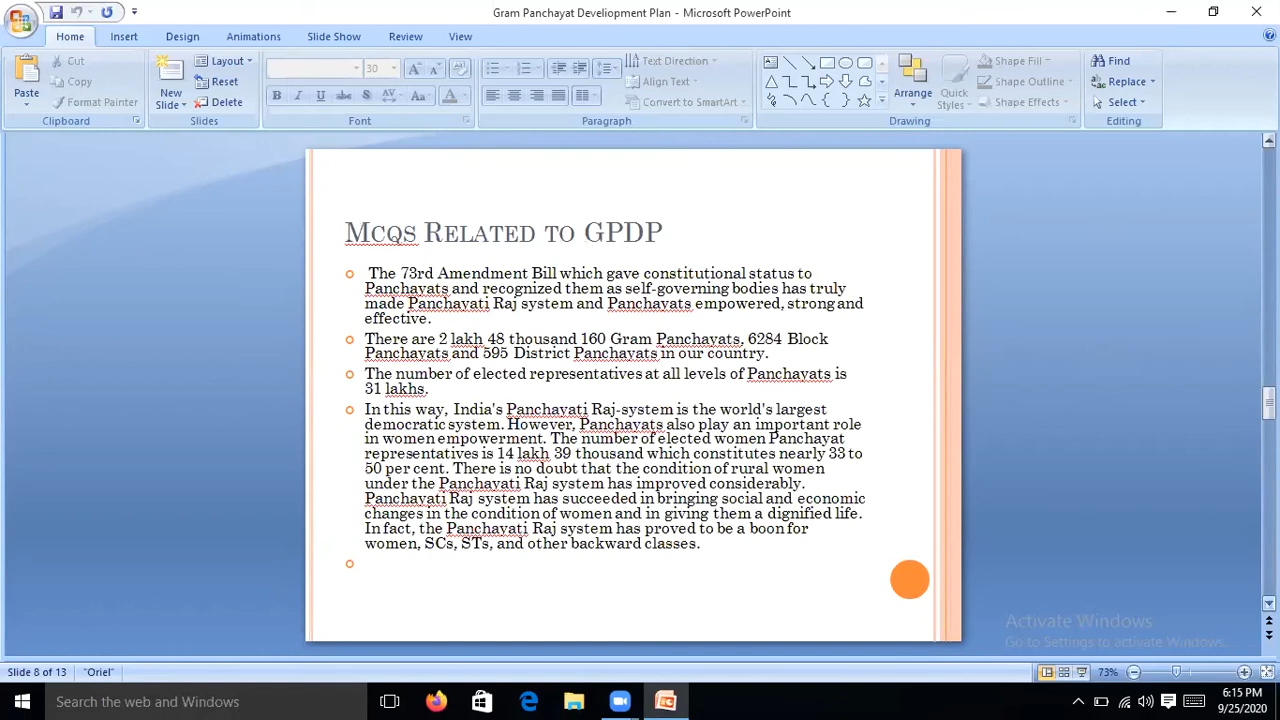 Gram Panchayat Develiopment Plan - Microsoft PowerPoint
Home Insert Design Animations Slide Show Review View
Cut
Copy
Format Painter
Paste
Clipboard
New
Slide
Layout
Reset
Delete
Slides
30
B I U abc AV Aa A
Font
Text Direction
Align Text
Convert to SmartArt
Paragraph
Arrange
Quick
Styles
Shape Fill
Shape Outline
Shape Effects
Drawing
Find
Replace
Select
Editing
MCQS RELATED TO GPDP
The 73rd Amendment Bill which gave constitutional status to
Panchayats and recognized them as self-governing bodies has truly
made Panchayati Raj system and Panchayats empowered, strong and
effective.
There are 2 lakh 48 thousand 160 Gram Panchayats, 6284 Block
Panchayats and 595 District Panchayats in our country.
The number of elected representatives at all levels of Panchayats is
31 lakhs.
In this way, India's Panchayati Raj-system is the world's largest
democratic system. However, Panchayats also play an important role
in women empowerment. The number of elected women Panchayat
representatives is 14 lakh 39 thousand which constitutes nearly 33 to
50 per cent. There is no doubt that the condition of rural women
under the Panchayati Raj system has improved considerably.
Panchayati Raj system has succeeded in bringing social and economic
changes in the condition of women and in giving them a dignified life.
In fact, the Panchayati Raj system has proved to be a boon for
women, SCs, STs, and other backward classes.
Activate Windows
Go to Settings to activate Windows.
Slide 8 of 13 "Oriel" 73%
Search the web and Windows
6:15 PM
9/25/2020